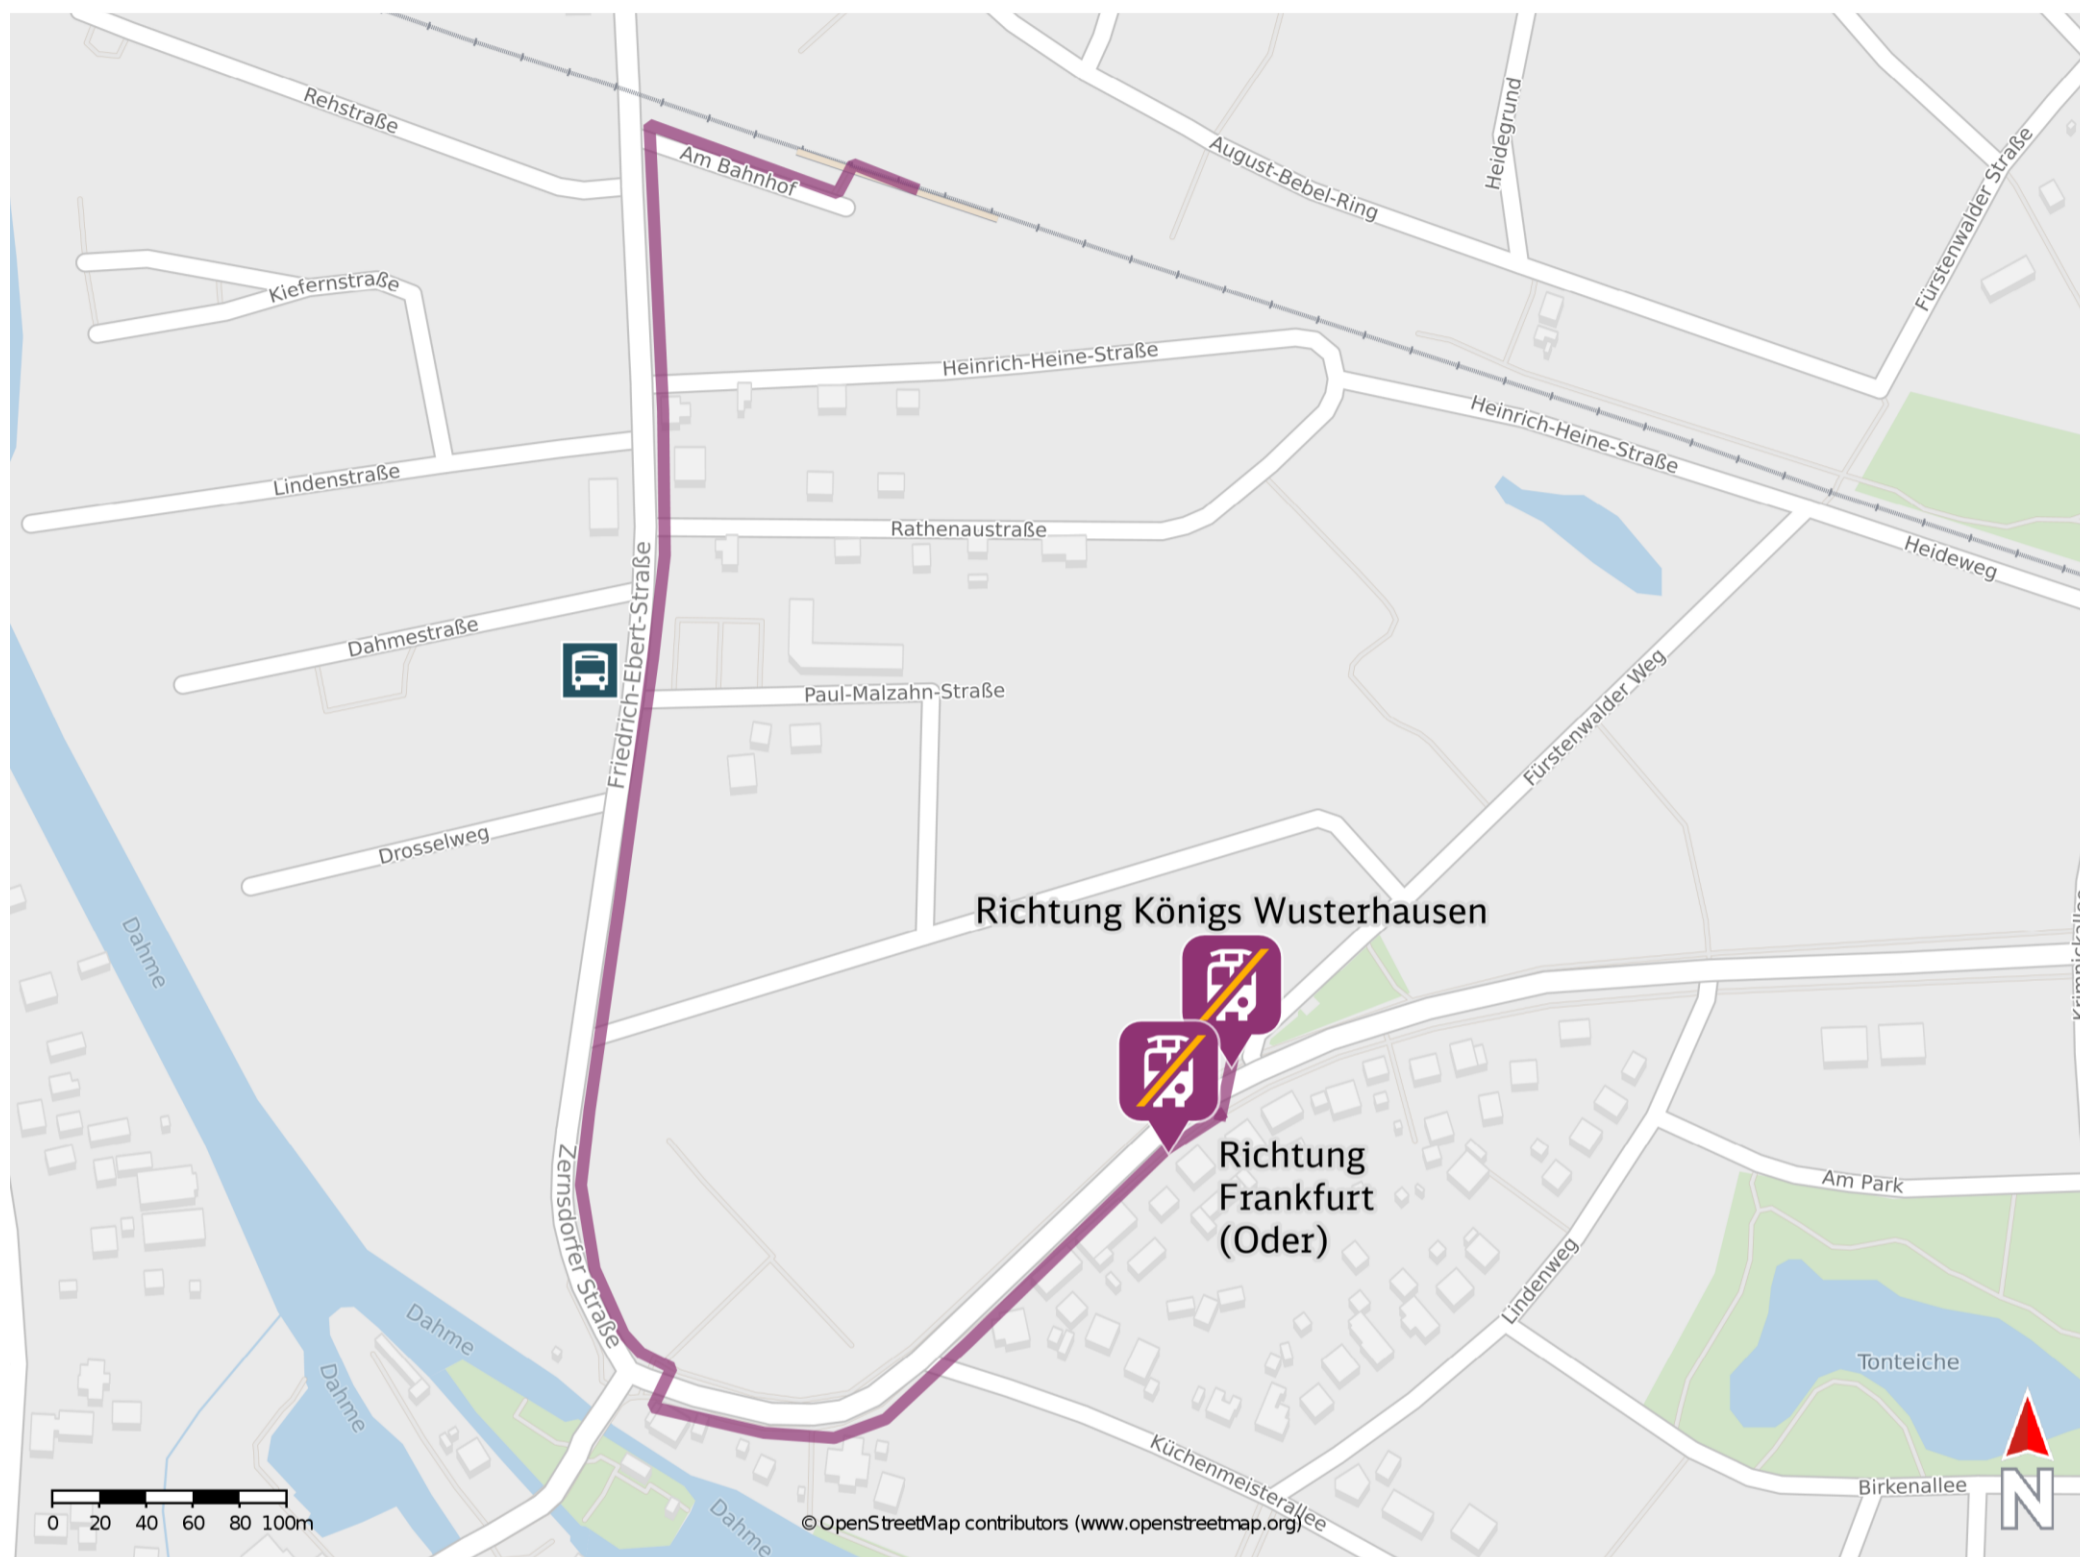 Rehstraße
Am Bahnhof
August-Bebel-Ring
Heidegrund
Fürstenwalder Straße
Kiefernstraße
Heinrich-Heine-Straße
Heinrich-Heine-Straße
Lindenstraße
Rathenaustraße
Heideweg
Friedrich-Ebert-Straße
Dahmestraße
Paul-Malzahn-Straße
Fürstenwalder Weg
Drosselweg
Richtung Königs Wusterhausen
Dahme
Zernsdorfer Straße
Richtung
Frankfurt
(Oder)
Am Park
Lindenweg
Dahme
Dahme
Tonteiche
Küchenmeisterallee
Birkenallee
Dahme
N
0 20 40 60 80 100m
© OpenStreetMap contributors (www.openstreetmap.org)